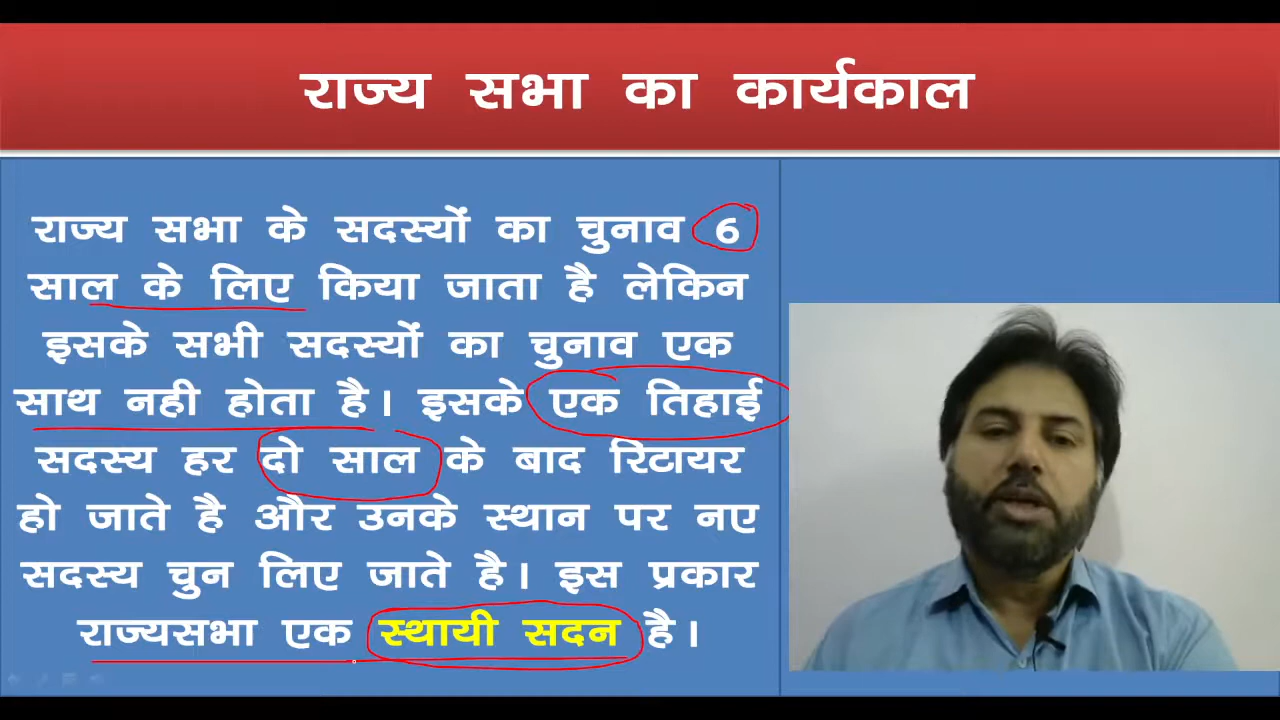 राज्य सभा का कार्यकाल
राज्य सभा के सदस्यों का चुनाव 6
साल के लिए किया जाता है लेकिन
इसके सभी सदस्यों का चुनाव एक
साथ नही होता है। इसके एक तिहाई
सदस्य हर दो साल के बाद रिटायर
हो जाते है और उनके स्थान पर नए
सदस्य चुन लिए जाते है। इस प्रकार
राज्यसभा एक स्थायी सदन है।